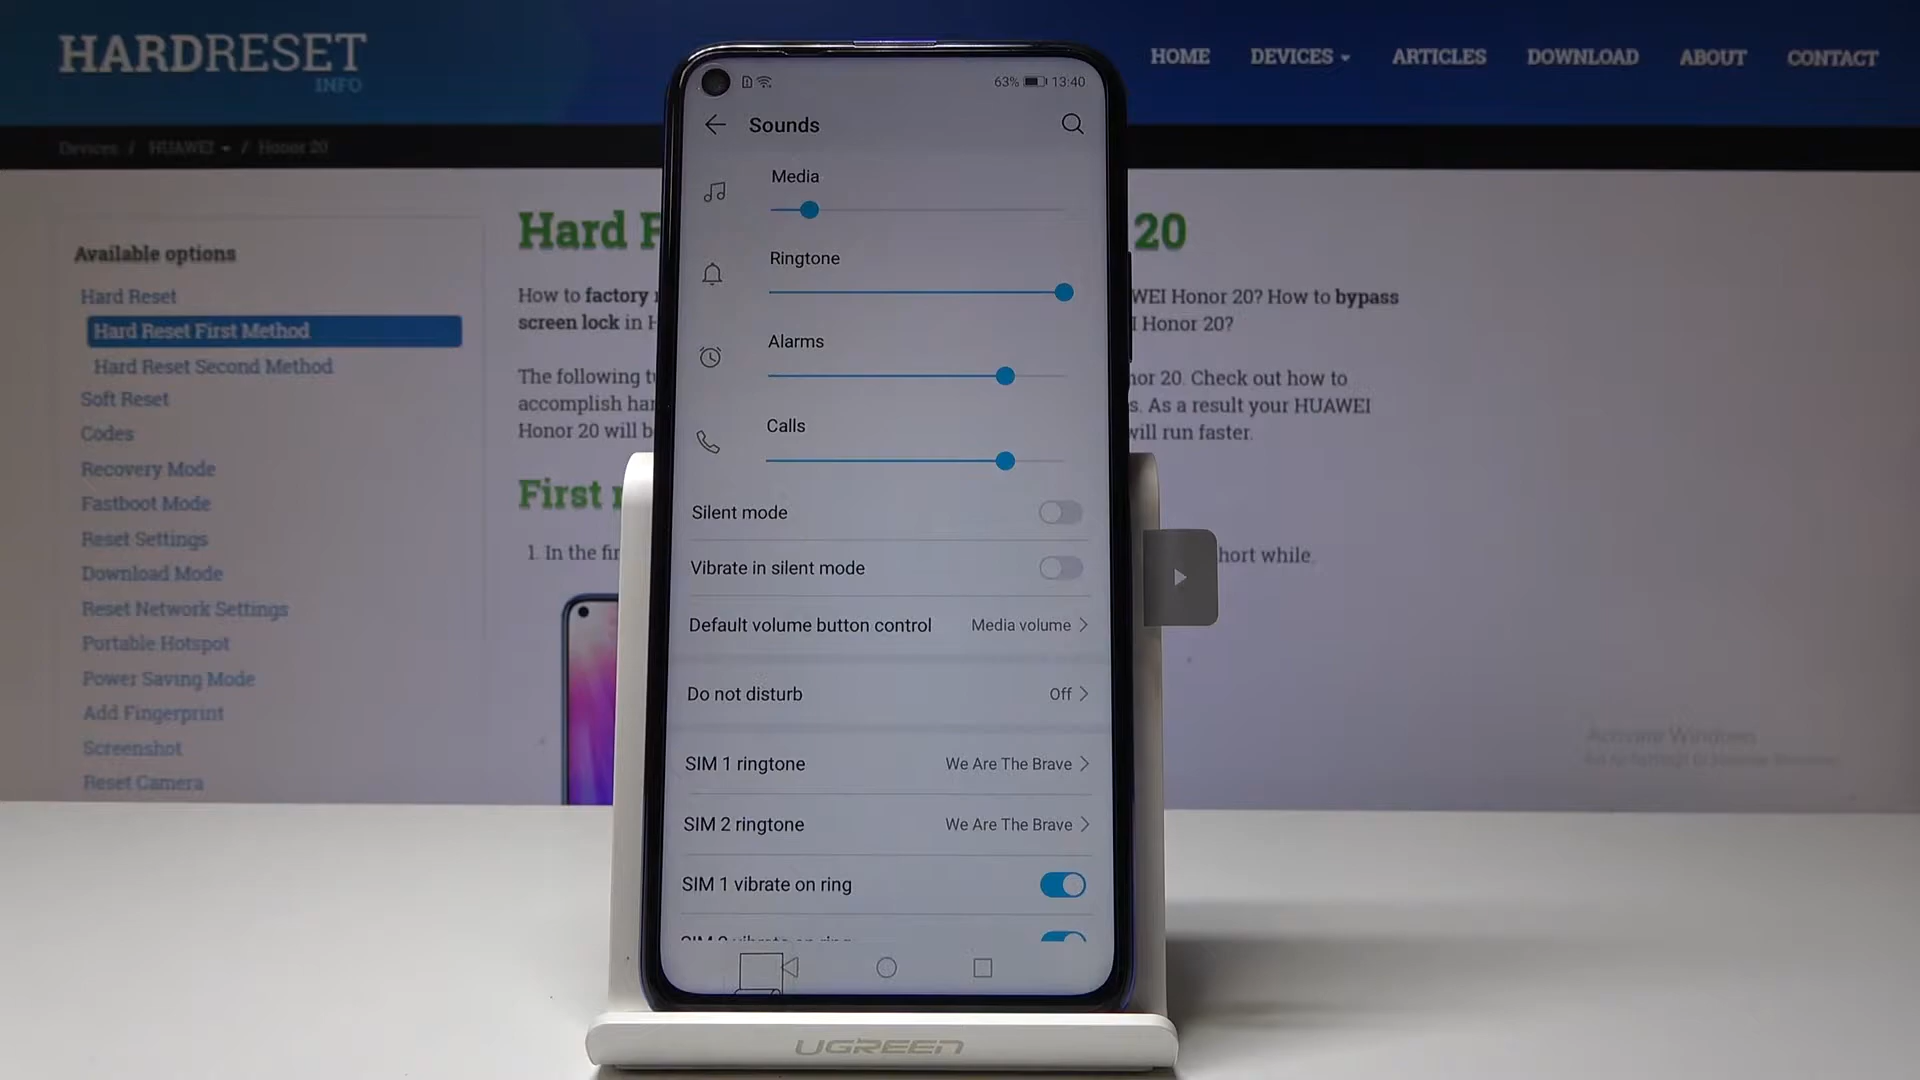 HARDRESET
INFO
HOME DEVICES ARTICLES DOWNLOAD ABOUT CONTACT
Devices / HUAWEI / Honor 20
Available options
Hard Reset
Hard Reset First Method
Hard Reset Second Method
Soft Reset
Codes
Recovery Mode
Fastboot Mode
Reset Settings
Download Mode
Reset Network Settings
Portable Hotspot
Power Saving Mode
Add Fingerprint
Screenshot
Reset Camera
Hard 20
How to factory WEI Honor 20? How to bypass
screen lock in Honor 20?
The following Check out how to
accomplish As a result your HUAWEI
Honor 20 will will run faster.
First
1. In the short while.
63% 13:40
Sounds
Media
Ringtone
Alarms
Calls
Silent mode
Vibrate in silent mode
Default volume button control Media volume
Do not disturb Off
SIM 1 ringtone We Are The Brave
SIM 2 ringtone We Are The Brave
SIM 1 vibrate on ring
Activate Windows
UGREEN